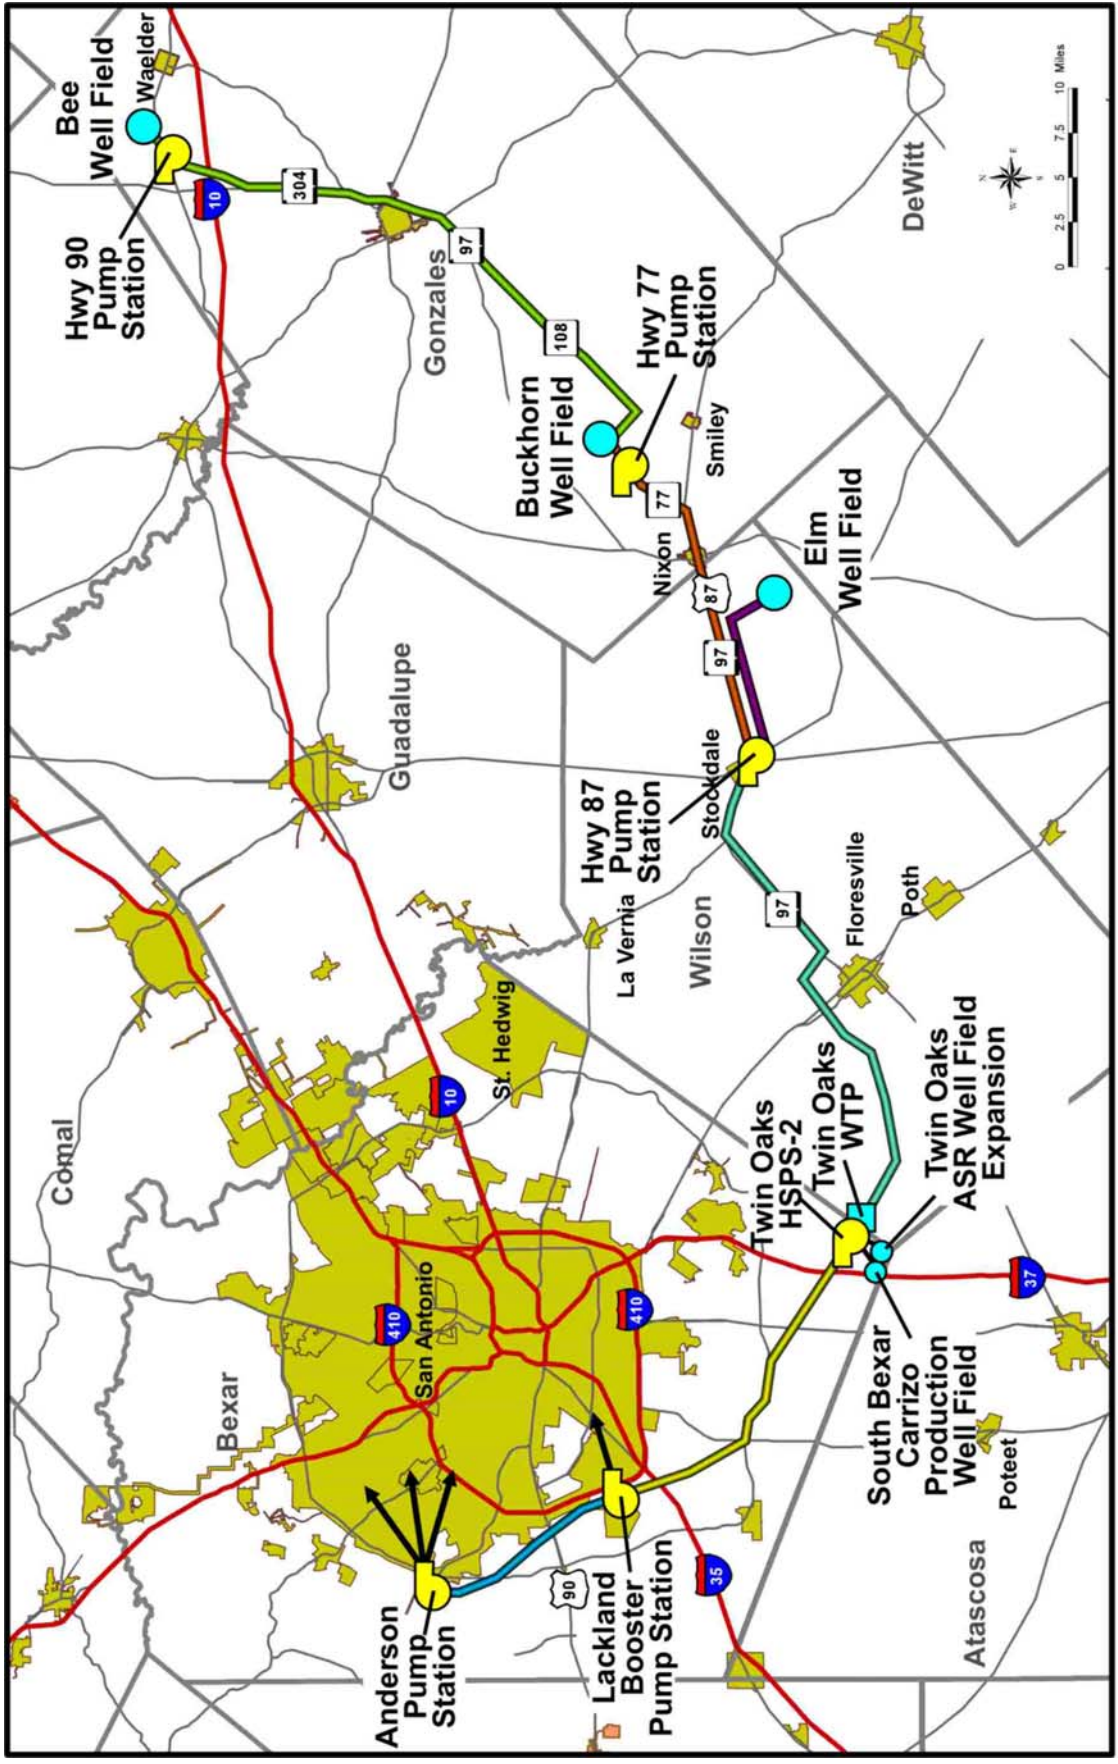 Bee
Well Field
Waelder
Hwy 90
Pump
Station
10
304
Gonzales
97
108
Buckhorn
Well Field
Hwy 77
Pump
Station
Smiley
77
Nixon
87
97
Elm
Well Field
DeWitt
N
E
S
W
0
2.5
5
7.5
10 Miles
Guadalupe
Hwy 87
Pump
Station
Stockdale
La Vernia
Wilson
97
Floresville
Poth
Comal
St. Hedwig
10
Twin Oaks
HSPS-2
Twin Oaks
WTP
Twin Oaks
ASR Well Field
Expansion
37
410
San Antonio
410
Bexar
South Bexar
Carrizo
Production
Well Field
Poteet
Anderson
Pump
Station
90
Lackland
Booster
Pump Station
35
Atascosa